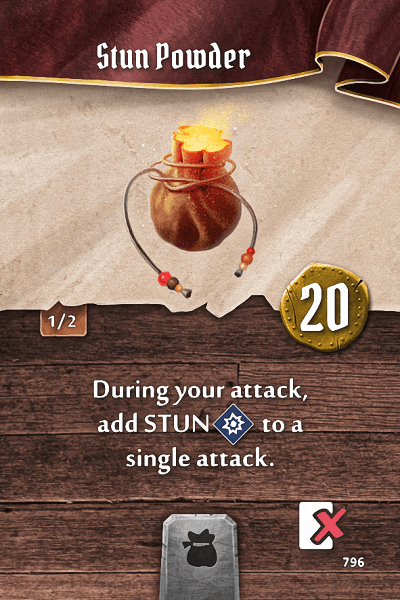 Stun Powder
1/2
20
During your attack,
add STUN to a
single attack.
796